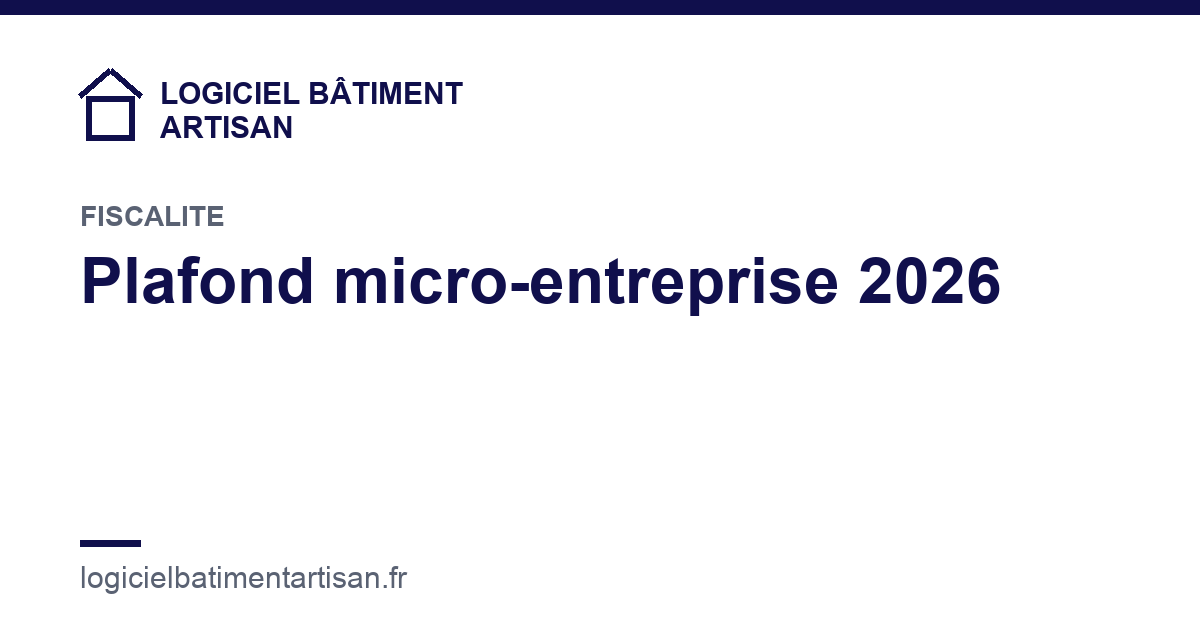 LOGICIEL BÂTIMENT
ARTISAN
FISCALITE
Plafond micro-entreprise 2026
logicielbatimentartisan.fr